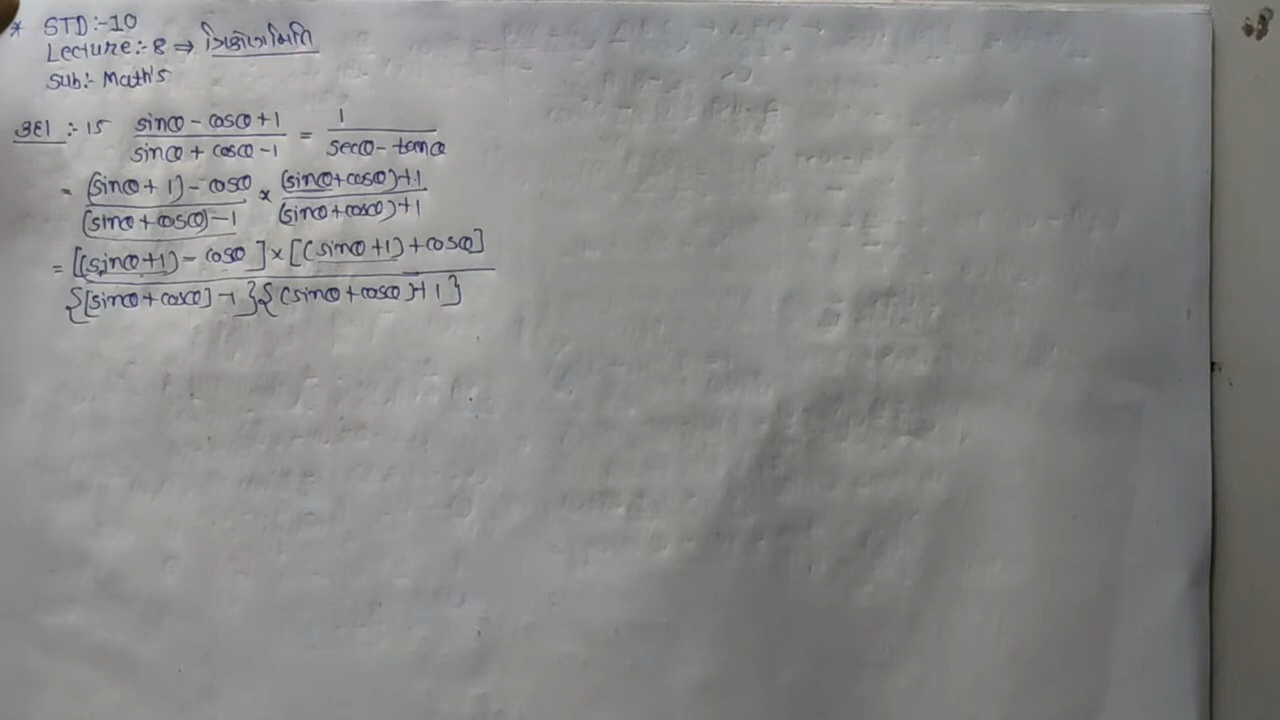 * STD:-10
Lecture:- 8 ⇒ ત્રિકોણમિતિ
Sub:- Math's
ઉદા :- 15 (sinθ - cosθ + 1)/(sinθ + cosθ - 1) = 1/(secθ - tanθ)
= ((sinθ + 1) - cosθ)/((sinθ + cosθ) - 1) × ((sinθ + cosθ) + 1)/((sinθ + cosθ) + 1)
= [(sinθ + 1) - cosθ] × [(sinθ + 1) + cosθ]
{[sinθ + cosθ] - 1}{(sinθ + cosθ) + 1}